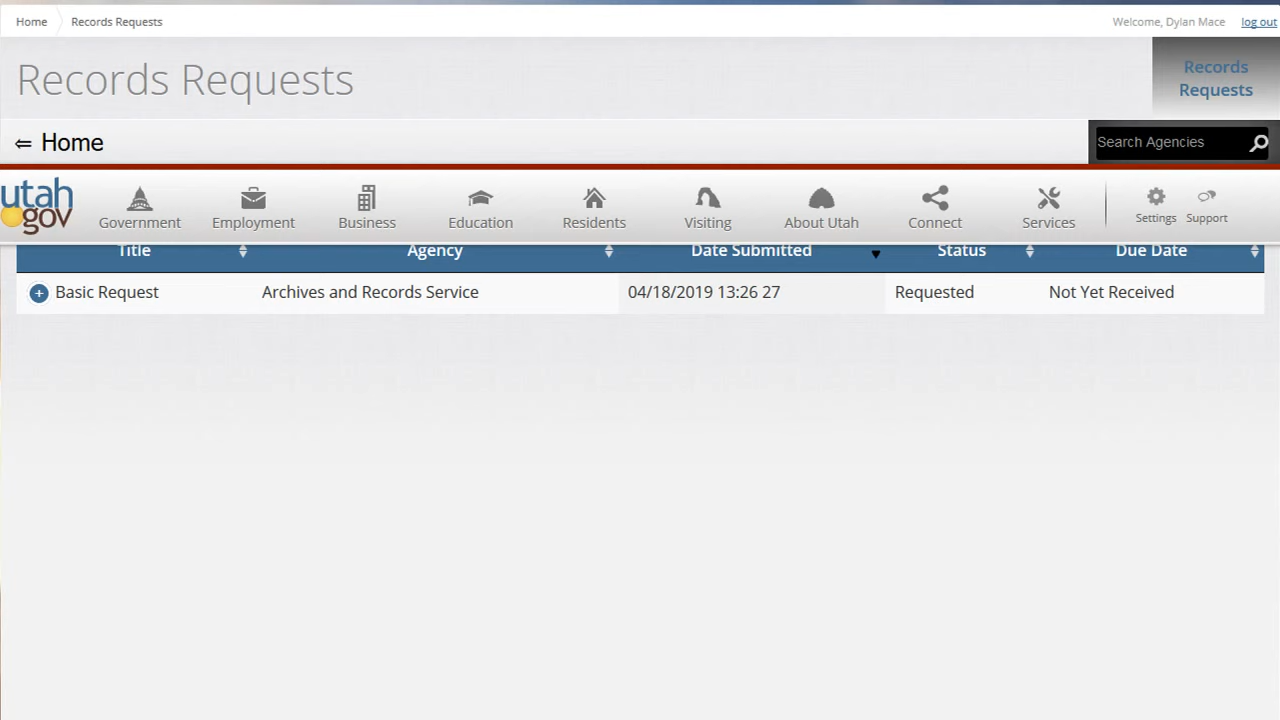 Home Records Requests Welcome, Dylan Mace log out
Records Requests
Records
Requests
⇐ Home
Search Agencies
utah
gov
Government Employment Business Education Residents Visiting About Utah Connect Services Settings Support
Title Agency Date Submitted Status Due Date
Basic Request Archives and Records Service 04/18/2019 13:26 27 Requested Not Yet Received